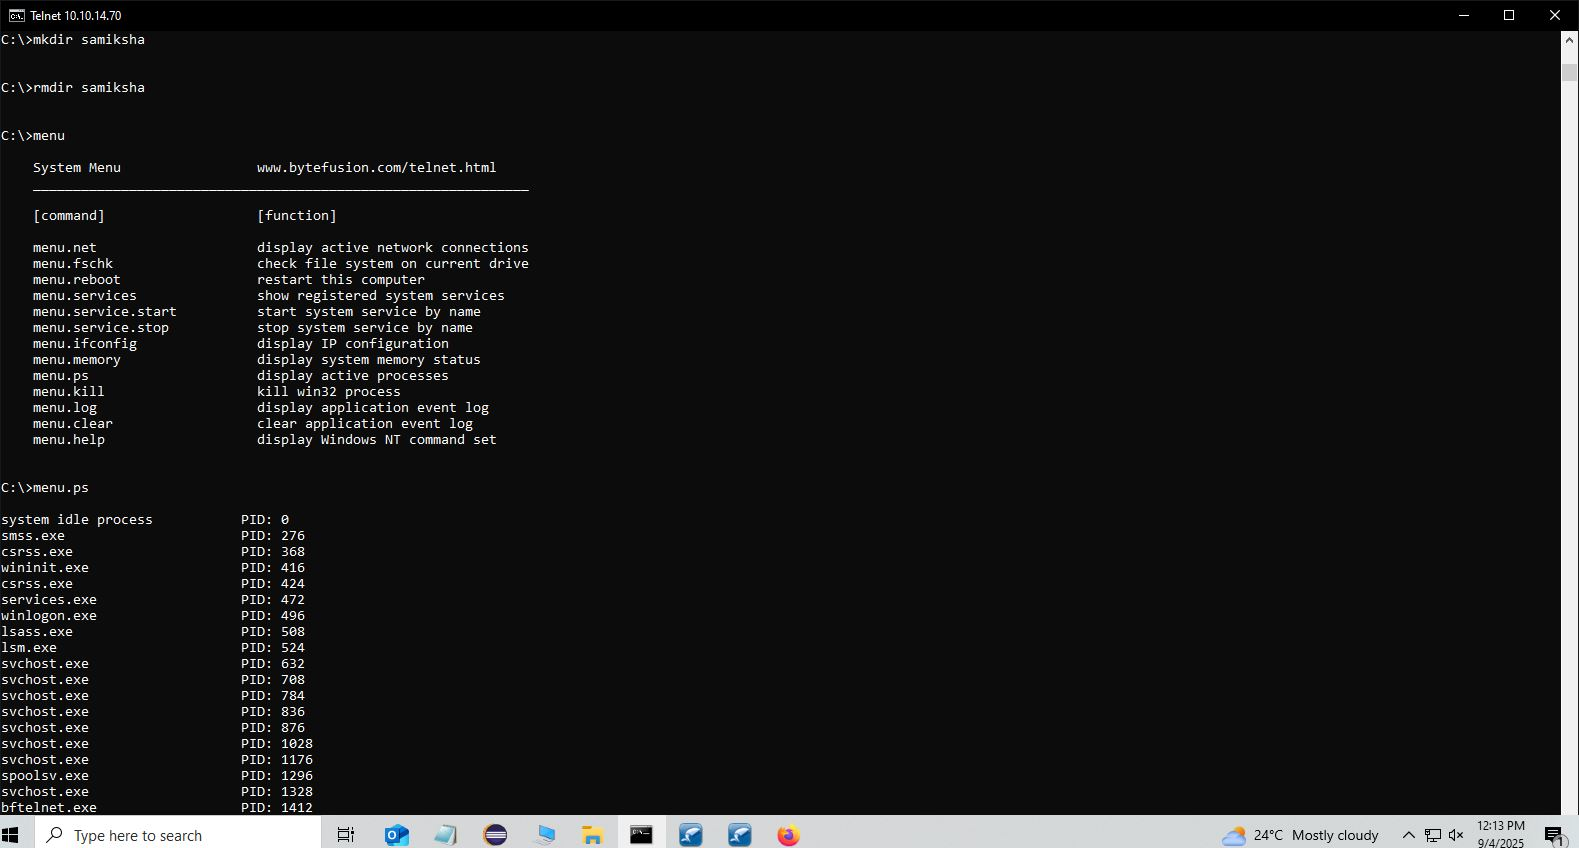 Telnet 10.10.14.70
C:\>mkdir samiksha
C:\>rmdir samiksha
C:\>menu
System Menu www.bytefusion.com/telnet.html
[command] [function]
menu.net display active network connections
menu.fschk check file system on current drive
menu.reboot restart this computer
menu.services show registered system services
menu.service.start start system service by name
menu.service.stop stop system service by name
menu.ifconfig display IP configuration
menu.memory display system memory status
menu.ps display active processes
menu.kill kill win32 process
menu.log display application event log
menu.clear clear application event log
menu.help display Windows NT command set
C:\>menu.ps
system idle process PID: 0
smss.exe PID: 276
csrss.exe PID: 368
wininit.exe PID: 416
csrss.exe PID: 424
services.exe PID: 472
winlogon.exe PID: 496
lsass.exe PID: 508
lsm.exe PID: 524
svchost.exe PID: 632
svchost.exe PID: 708
svchost.exe PID: 784
svchost.exe PID: 836
svchost.exe PID: 876
svchost.exe PID: 1028
svchost.exe PID: 1176
spoolsv.exe PID: 1296
svchost.exe PID: 1328
bftelnet.exe PID: 1412
Type here to search 24°C Mostly cloudy 12:13 PM
9/4/2025 1